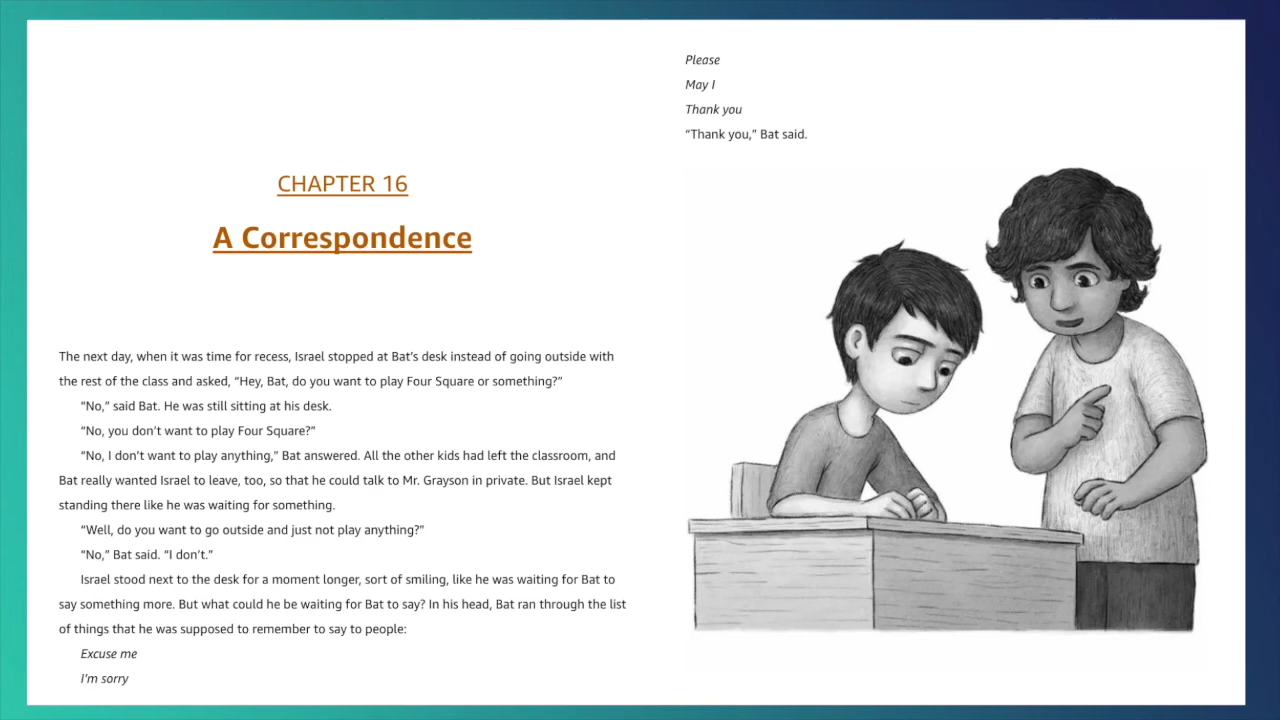 CHAPTER 16
A Correspondence
The next day, when it was time for recess, Israel stopped at Bat’s desk instead of going outside with
the rest of the class and asked, “Hey, Bat, do you want to play Four Square or something?”
“No,” said Bat. He was still sitting at his desk.
“No, you don’t want to play Four Square?”
“No, I don’t want to play anything,” Bat answered. All the other kids had left the classroom, and
Bat really wanted Israel to leave, too, so that he could talk to Mr. Grayson in private. But Israel kept
standing there like he was waiting for something.
“Well, do you want to go outside and just not play anything?”
“No,” Bat said. “I don’t.”
Israel stood next to the desk for a moment longer, sort of smiling, like he was waiting for Bat to
say something more. But what could he be waiting for Bat to say? In his head, Bat ran through the list
of things that he was supposed to remember to say to people:
Excuse me
I’m sorry
Please
May I
Thank you
“Thank you,” Bat said.